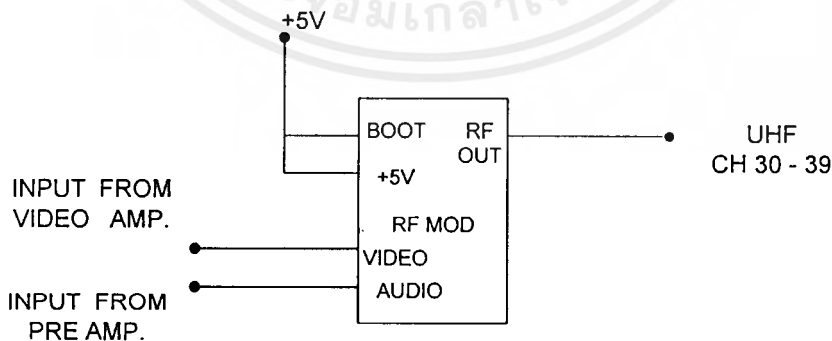 +5V
BOOT
RF
OUT
+5V
RF MOD
VIDEO
AUDIO
UHF
CH 30 - 39
INPUT FROM
VIDEO AMP.
INPUT FROM
PRE AMP.